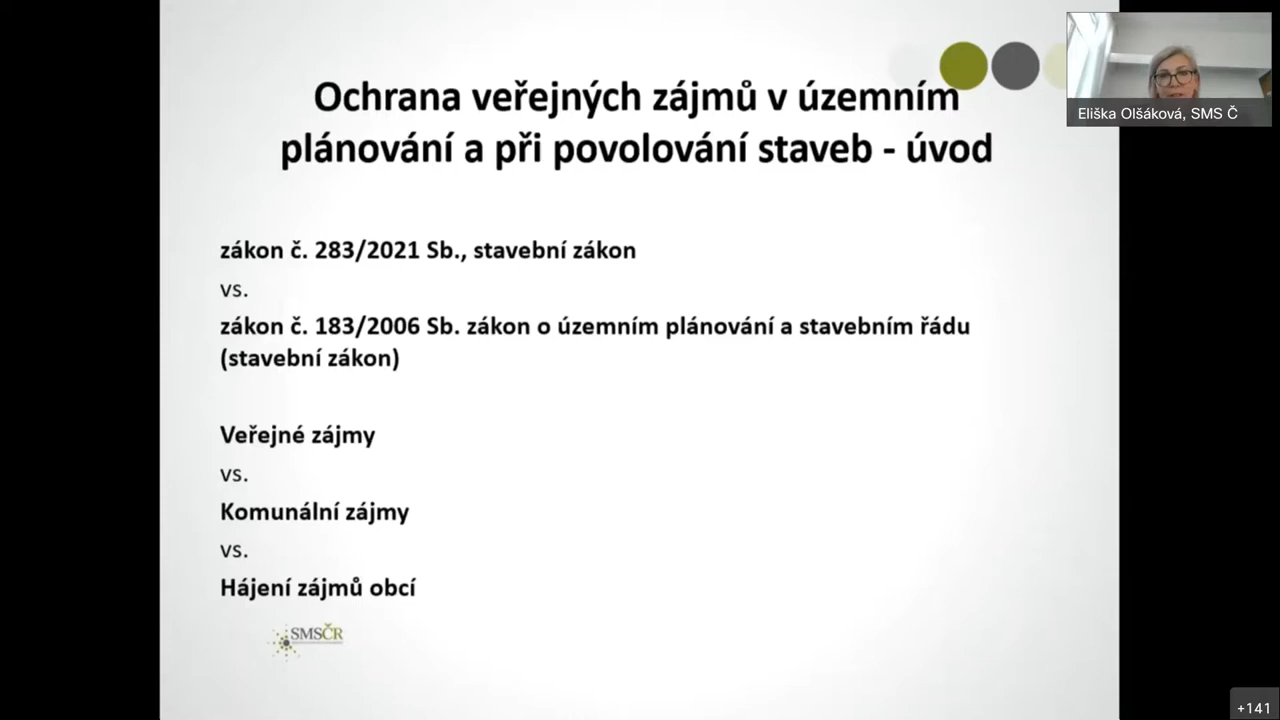 Ochrana veřejných zájmů v územním
plánování a při povolování staveb - úvod
Eliška Olšáková, SMS Č
zákon č. 283/2021 Sb., stavební zákon
vs.
zákon č. 183/2006 Sb. zákon o územním plánování a stavebním řádu
(stavební zákon)
Veřejné zájmy
vs.
Komunální zájmy
vs.
Hájení zájmů obcí
SMSČR
+141